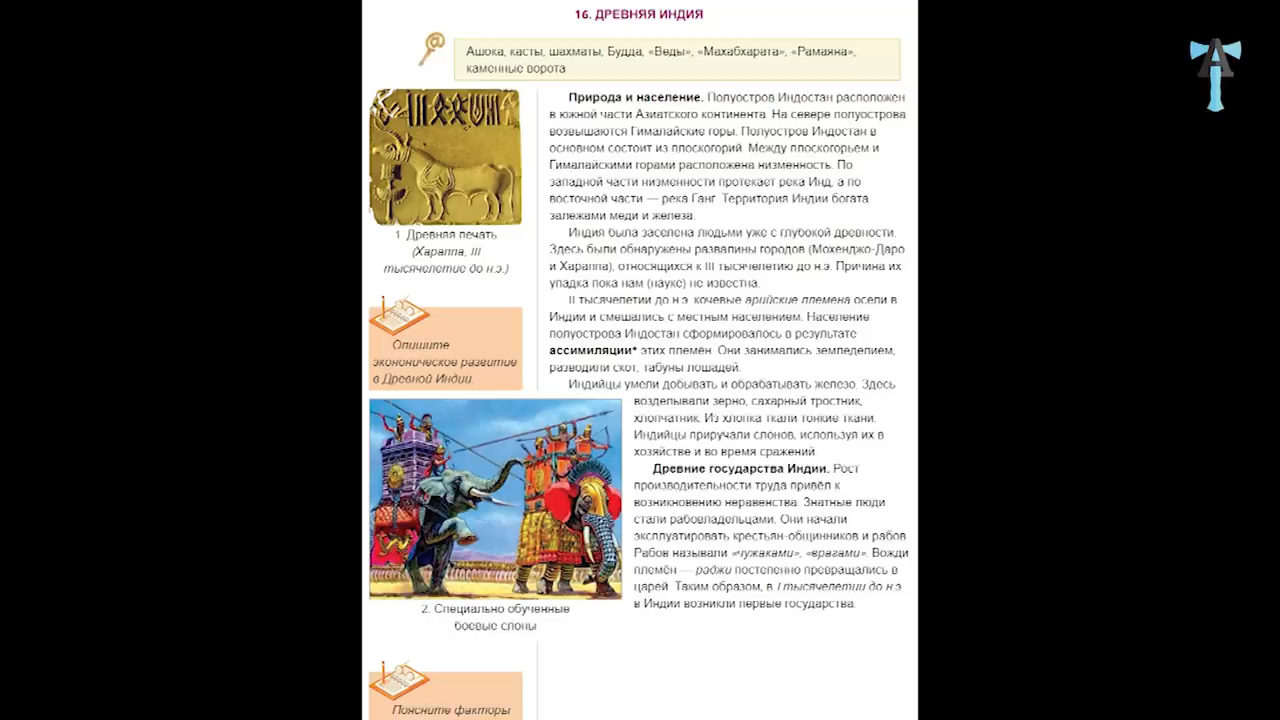 16. ДРЕВНЯЯ ИНДИЯ
Ашока, касты, шахматы, Будда, «Веды», «Махабхарата», «Рамаяна»,
каменные ворота
1. Древняя печать
(Хараппа, III
тысячелетие до н.э.)
Опишите
экономическое развитие
в Древной Индии.
Природа и население. Полуостров Индостан расположен
в южной части Азиатского континента. На севере полуострова
возвышаются Гималайские горы. Полуостров Индостан в
основном состоит из плоскогорий. Между плоскогорьем и
Гималайскими горами расположена низменность. По
западной части низменности протекает река Инд, а по
восточной части — река Ганг. Территория Индии богата
залежами меди и железа.
Индия была заселена людьми уже с глубокой древности.
Здесь были обнаружены развалины городов (Мохенджо-Даро
и Хараппа), относящихся к III тысячелетию до н.э. Причина их
упадка пока нам (науке) не известна.
II тысячелетии до н.э. кочевые арийские племена осели в
Индии и смешались с местным населением. Население
полуострова Индостан сформировалось в результате
ассимиляции* этих племён. Они занимались земледелием,
разводили скот, табуны лошадей.
Индийцы умели добывать и обрабатывать железо. Здесь
возделывали зерно, сахарный тростник,
хлопчатник. Из хлопка ткали тонкие ткани.
Индийцы приручали слонов, используя их в
хозяйстве и во время сражений.
Древние государства Индии. Рост
производительности труда привёл к
возникновению неравенства. Знатные люди
стали рабовладельцами. Они начали
эксплуатировать крестьян-общинников и рабов.
Рабов называли «чужаками», «врагами». Вожди
племён — раджи постепенно превращались в
царей. Таким образом, в I тысячелетии до н.э.
в Индии возникли первые государства.
2. Специально обученные
боевые слоны
Поясните факторы